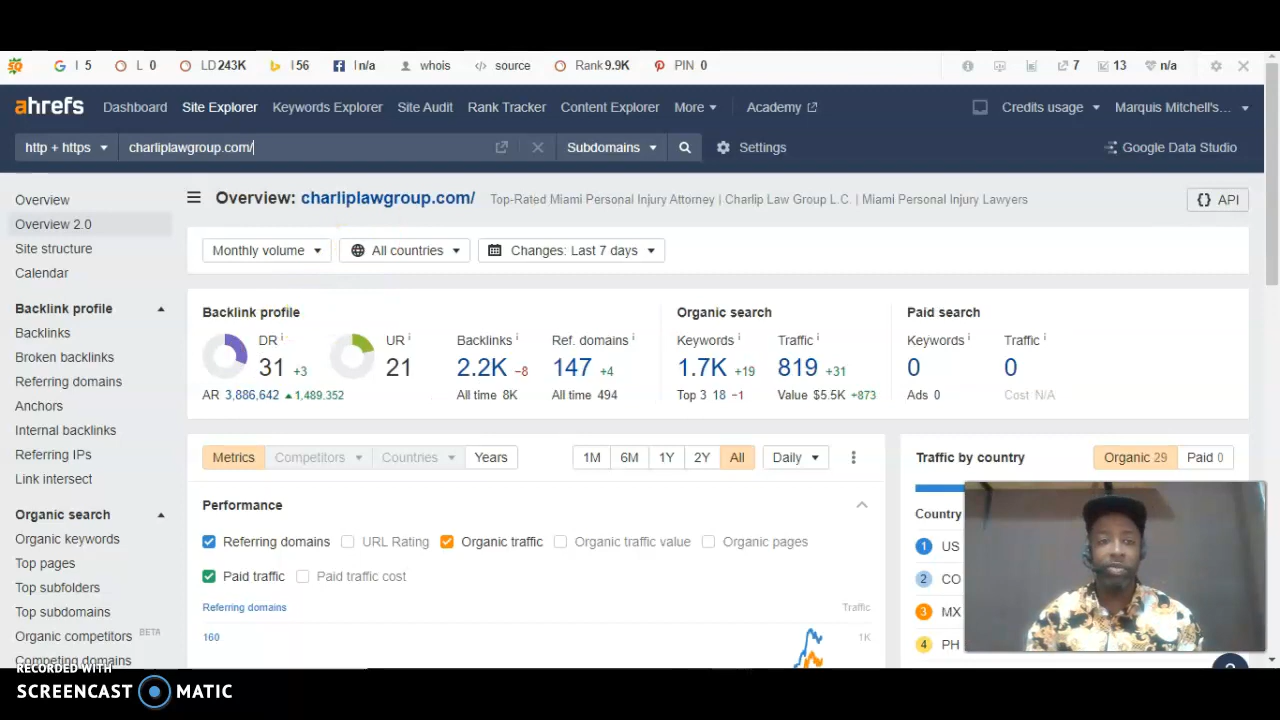 I 5 L 0 LD 243K I 56 I n/a whois source Rank 9.9K PIN 0 7 13 n/a
ahrefs Dashboard Site Explorer Keywords Explorer Site Audit Rank Tracker Content Explorer More Academy Credits usage Marquis Mitchell's...
http + https charliplawgroup.com/ Subdomains Settings Google Data Studio
Overview
Overview 2.0
Site structure
Calendar
Backlink profile
Backlinks
Broken backlinks
Referring domains
Anchors
Internal backlinks
Referring IPs
Link intersect
Organic search
Organic keywords
Top pages
Top subfolders
Top subdomains
Organic competitors BETA
Competing domains
Overview: charliplawgroup.com/ Top-Rated Miami Personal Injury Attorney | Charlip Law Group L.C. | Miami Personal Injury Lawyers {} API
Monthly volume All countries Changes: Last 7 days
Backlink profile Organic search Paid search
DR UR Backlinks Ref. domains Keywords Traffic Keywords Traffic
31 +3 21 2.2K −8 147 +4 1.7K +19 819 +31 0 0
AR 3,886,642 1,489,352 All time 8K All time 494 Top 3 18 −1 Value $5.5K +873 Ads 0 Cost N/A
Metrics Competitors Countries Years 1M 6M 1Y 2Y All Daily
Performance
Referring domains URL Rating Organic traffic Organic traffic value Organic pages
Paid traffic Paid traffic cost
Referring domains Traffic
160 1K
Traffic by country Organic 29 Paid 0
Country
1 US
2 CO
3 MX
4 PH
RECORDED WITH
SCREENCAST MATIC